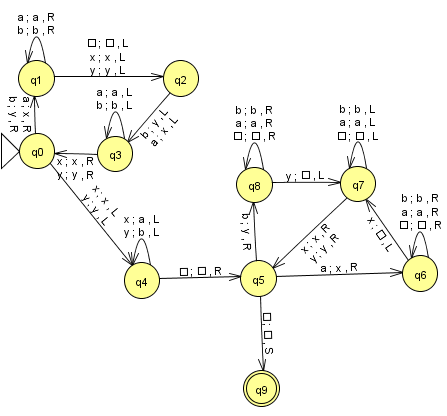 a ; a , R
b ; b , R
q1
□ ; □ , L
x ; x , L
y ; y , L
q2
a ; x , R
b ; y , R
a ; a , L
b ; b , L
b ; y , L
a ; x , L
q0
x ; x , R
y ; y , R
q3
b ; b , R
a ; a , R
□ ; □ , R
b ; b , L
a ; a , L
□ ; □ , L
q8
y ; □ , L
q7
x ; x , L
y ; y , L
b ; y , R
x ; x , R
y ; y , R
x ; □ , L
b ; b , R
a ; a , R
□ ; □ , R
x ; a , L
y ; b , L
q4
□ ; □ , R
q5
a ; x , R
q6
□ ; □ , S
q9